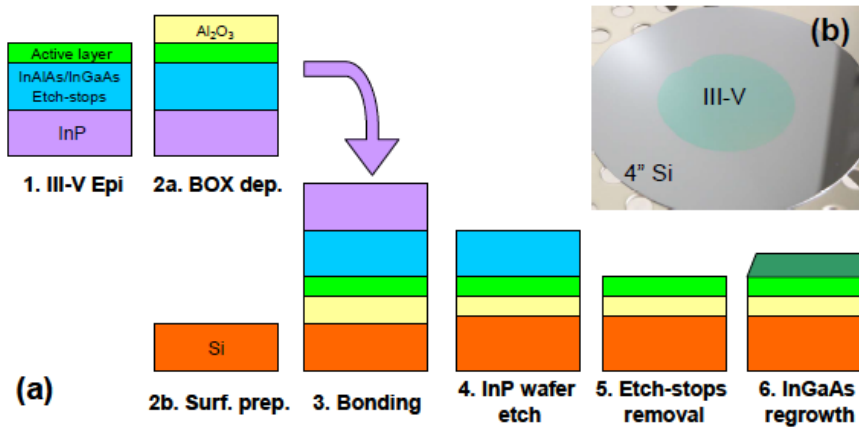 Al₂O₃
Active layer
InAlAs/InGaAs
Etch-stops
InP
1. III-V Epi
2a. BOX dep.
(b)
III-V
4" Si
Si
(a)
2b. Surf. prep.
3. Bonding
4. InP wafer
etch
5. Etch-stops
removal
6. InGaAs
regrowth